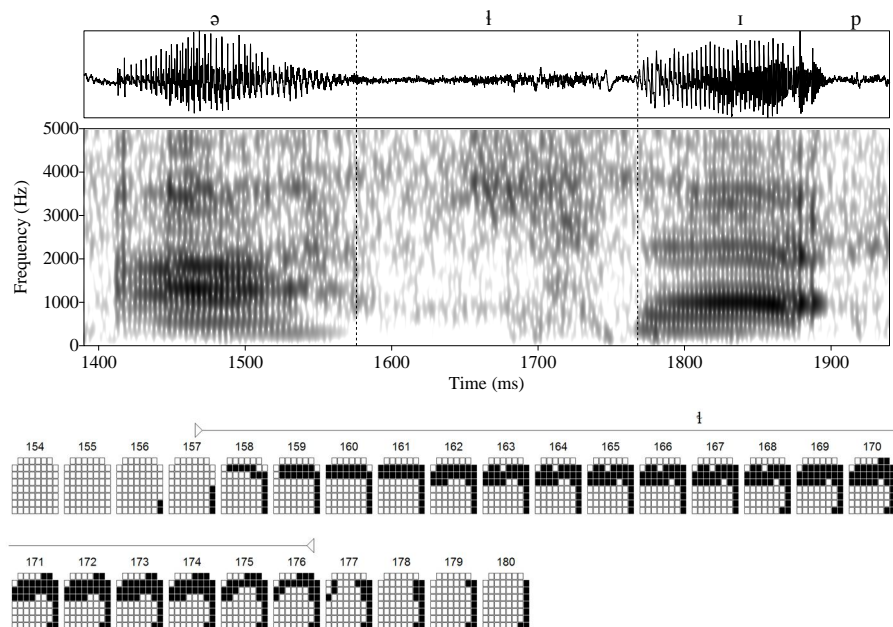 ə ɬ ɪ p
5000
4000
3000
2000
1000
0
Frequency (Hz)
1400 1500 1600 1700 1800 1900
Time (ms)
ɬ
154 155 156 157 158 159 160 161 162 163 164 165 166 167 168 169 170
171 172 173 174 175 176 177 178 179 180